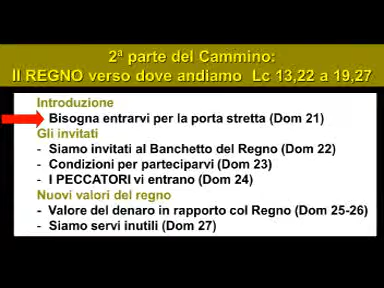 2ª parte del Cammino:
Il REGNO verso dove andiamo Lc 13,22 a 19,27
Introduzione
Bisogna entrarvi per la porta stretta (Dom 21)
Gli invitati
- Siamo invitati al Banchetto del Regno (Dom 22)
- Condizioni per parteciparvi (Dom 23)
- I PECCATORI vi entrano (Dom 24)
Nuovi valori del regno
- Valore del denaro in rapporto col Regno (Dom 25-26)
- Siamo servi inutili (Dom 27)